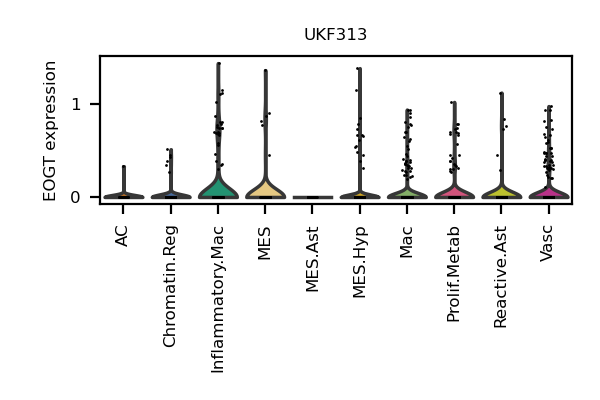 UKF313
EOGT expression
1
0
AC
Chromatin.Reg
Inflammatory.Mac
MES
MES.Ast
MES.Hyp
Mac
Prolif.Metab
Reactive.Ast
Vasc